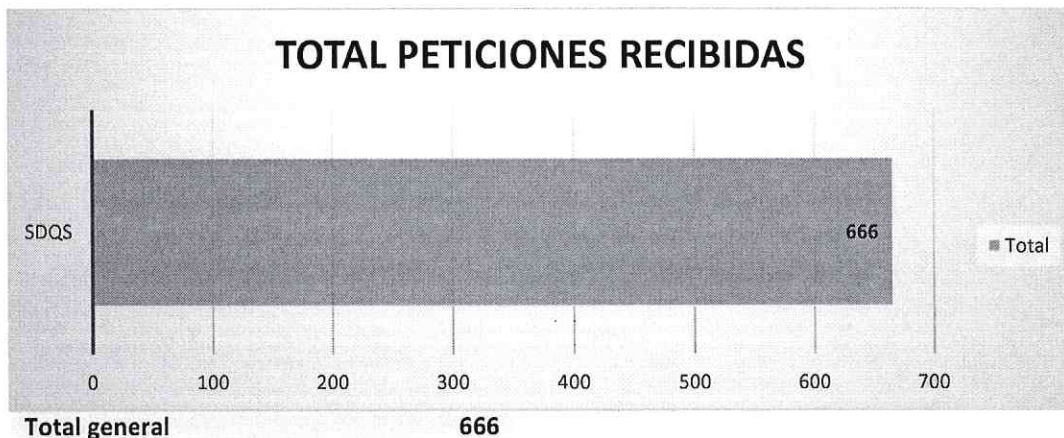 TOTAL PETICIONES RECIBIDAS
SDQS
666
Total
0 100 200 300 400 500 600 700
Total general 666